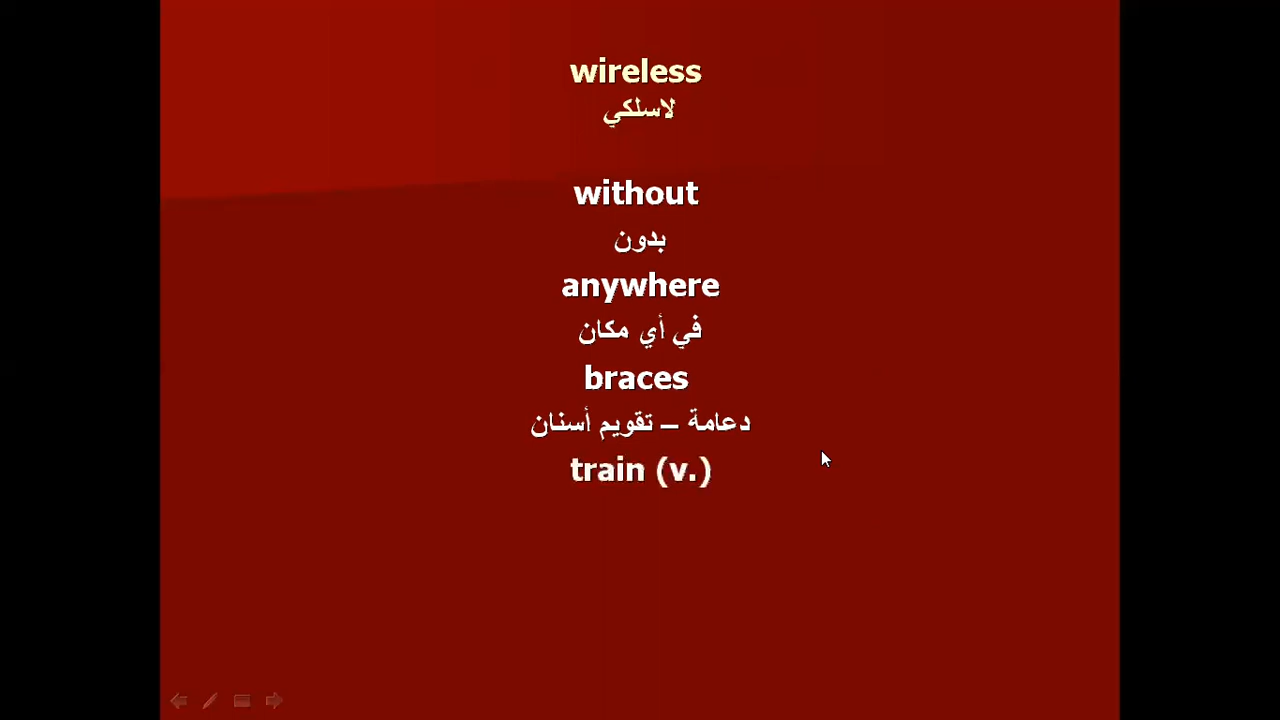 wireless
لاسلكي
without
بدون
anywhere
في أي مكان
braces
دعامة – تقويم أسنان
train (v.)